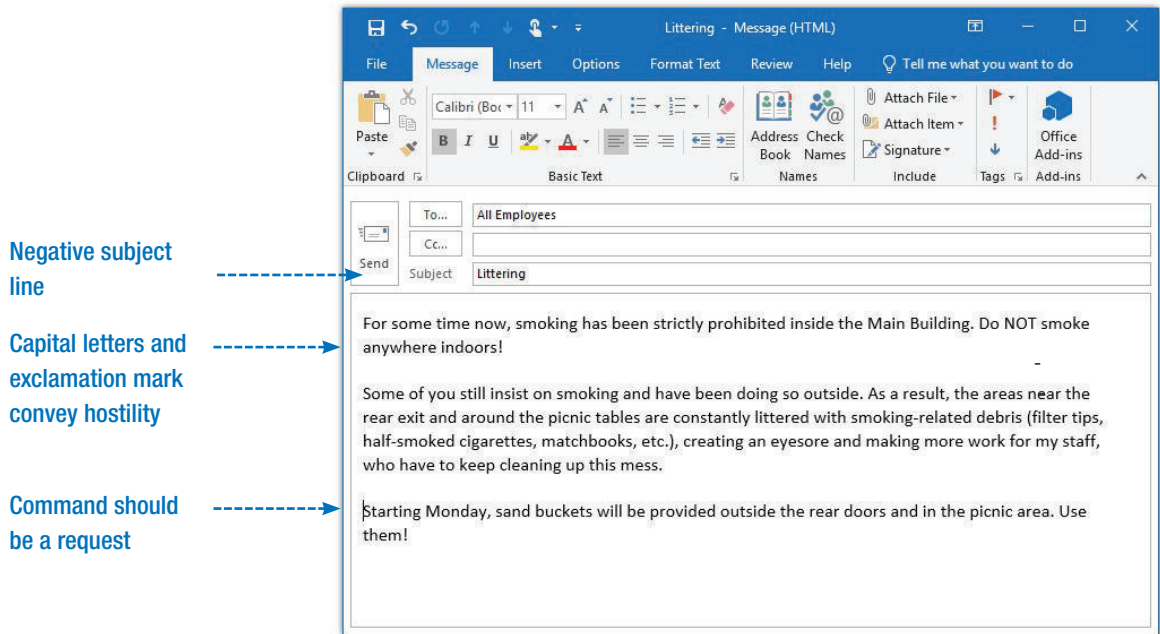 Littering - Message (HTML)
File Message Insert Options Format Text Review Help Tell me what you want to do
Calibri (Boc 11
Paste
B I U
Address Book
Check Names
Attach File
Attach Item
Signature
Office Add-ins
Clipboard Basic Text Names Include Tags Add-ins
To... All Employees
Cc...
Send
Subject Littering
Negative subject
line
For some time now, smoking has been strictly prohibited inside the Main Building. Do NOT smoke
anywhere indoors!
Capital letters and
exclamation mark
convey hostility
Some of you still insist on smoking and have been doing so outside. As a result, the areas near the
rear exit and around the picnic tables are constantly littered with smoking-related debris (filter tips,
half-smoked cigarettes, matchbooks, etc.), creating an eyesore and making more work for my staff,
who have to keep cleaning up this mess.
Command should
be a request
Starting Monday, sand buckets will be provided outside the rear doors and in the picnic area. Use
them!